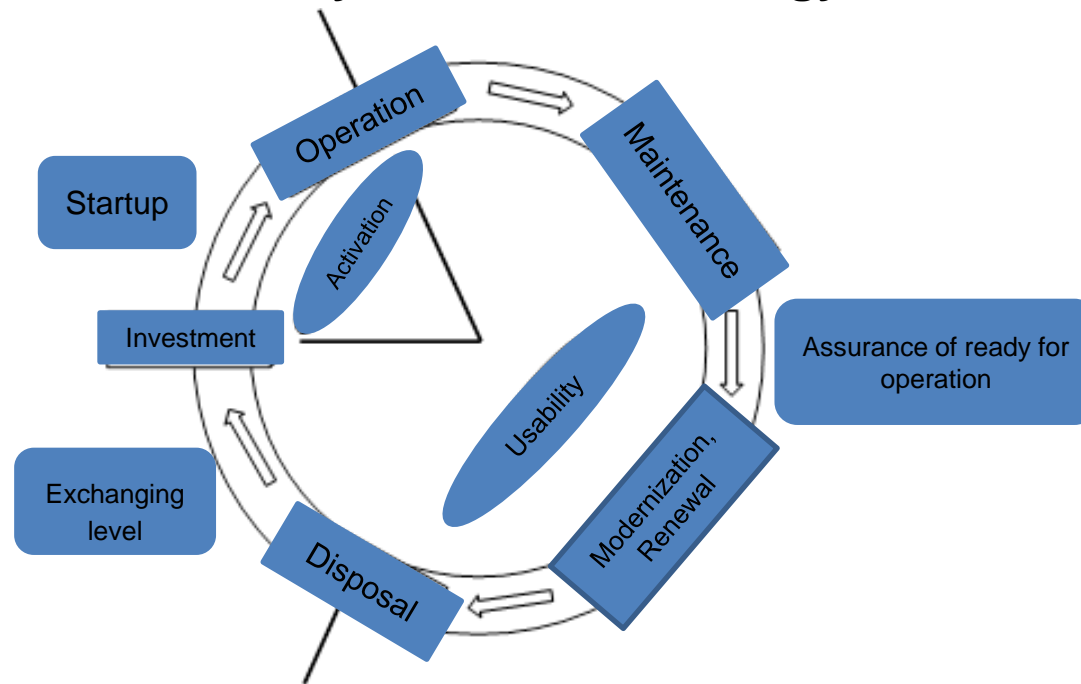 Operation
Maintenance
Startup
Activation
Investment
Assurance of ready for
operation
Usability
Modernization,
Renewal
Exchanging
level
Disposal